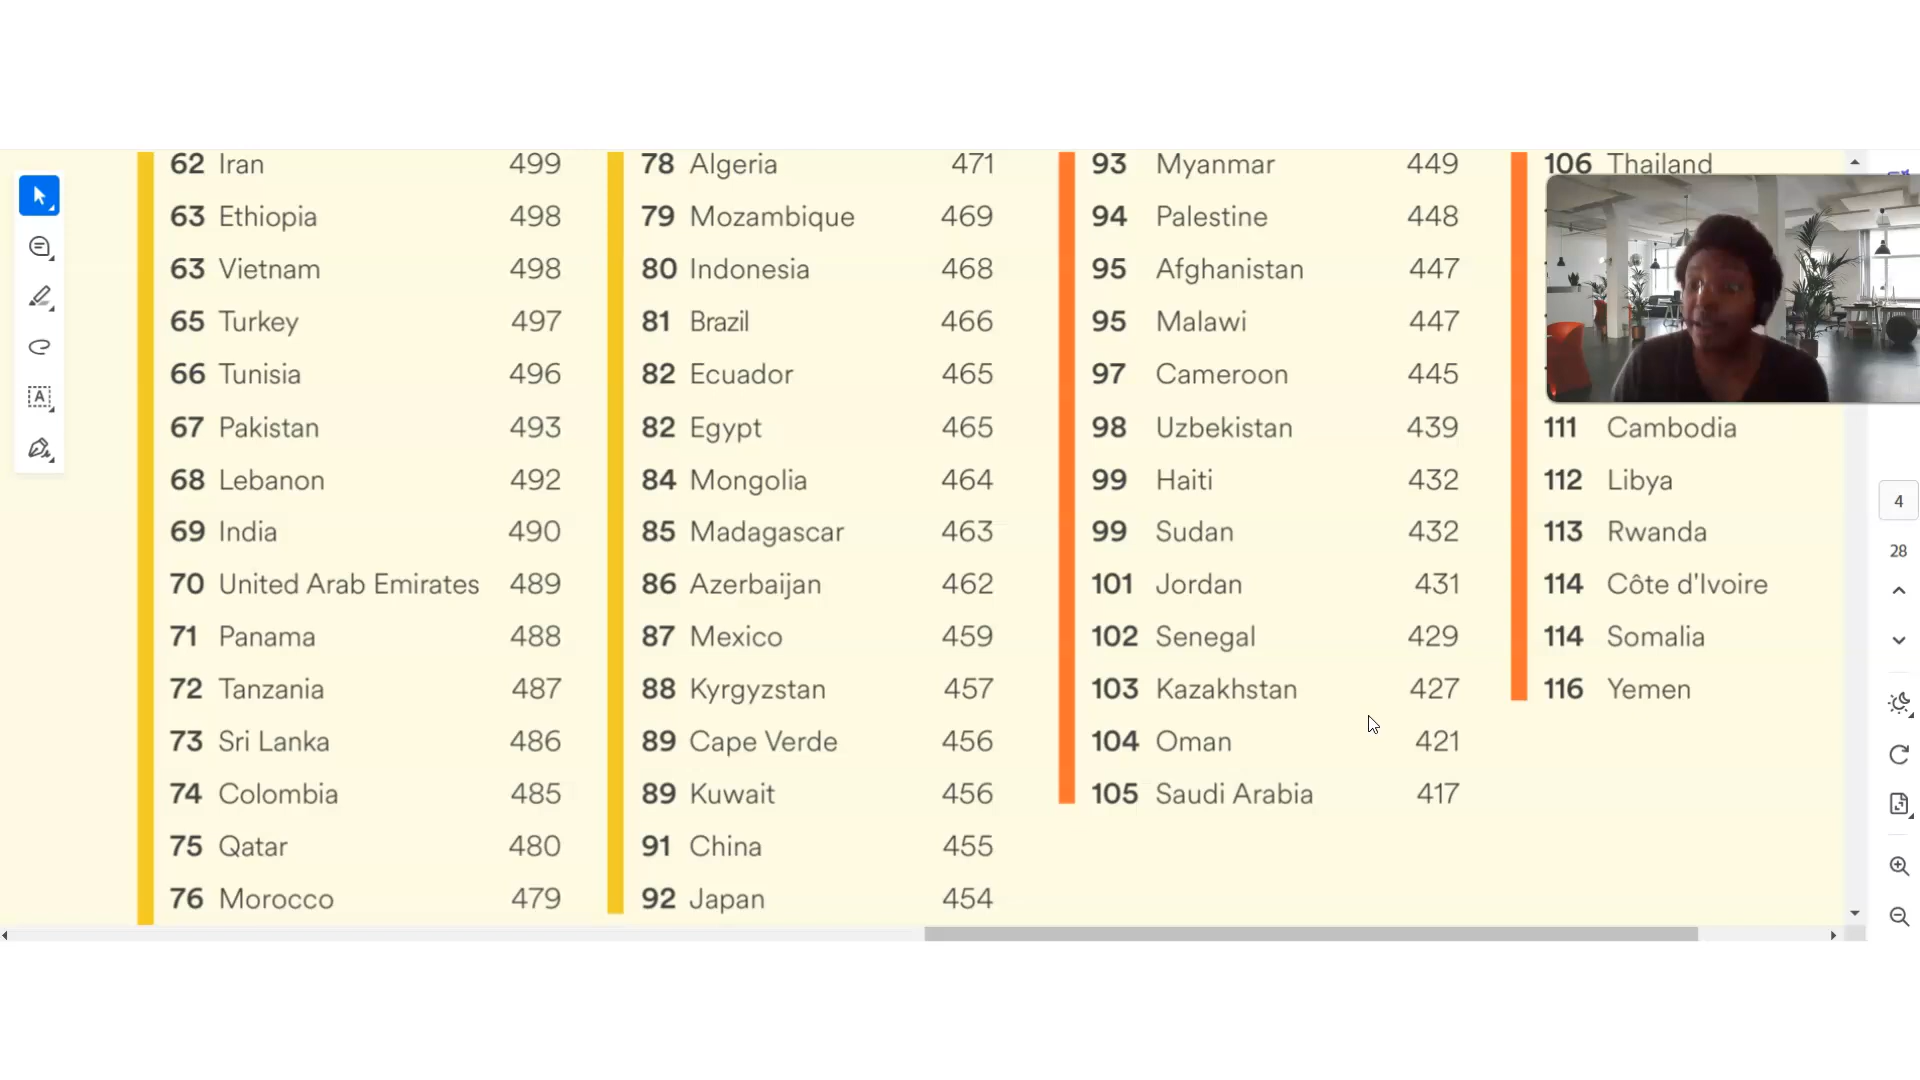 62 Iran 499
63 Ethiopia 498
63 Vietnam 498
65 Turkey 497
66 Tunisia 496
67 Pakistan 493
68 Lebanon 492
69 India 490
70 United Arab Emirates 489
71 Panama 488
72 Tanzania 487
73 Sri Lanka 486
74 Colombia 485
75 Qatar 480
76 Morocco 479
78 Algeria 471
79 Mozambique 469
80 Indonesia 468
81 Brazil 466
82 Ecuador 465
82 Egypt 465
84 Mongolia 464
85 Madagascar 463
86 Azerbaijan 462
87 Mexico 459
88 Kyrgyzstan 457
89 Cape Verde 456
89 Kuwait 456
91 China 455
92 Japan 454
93 Myanmar 449
94 Palestine 448
95 Afghanistan 447
95 Malawi 447
97 Cameroon 445
98 Uzbekistan 439
99 Haiti 432
99 Sudan 432
101 Jordan 431
102 Senegal 429
103 Kazakhstan 427
104 Oman 421
105 Saudi Arabia 417
106 Thailand
111 Cambodia
112 Libya
113 Rwanda
114 Côte d'Ivoire
114 Somalia
116 Yemen
4
28
A